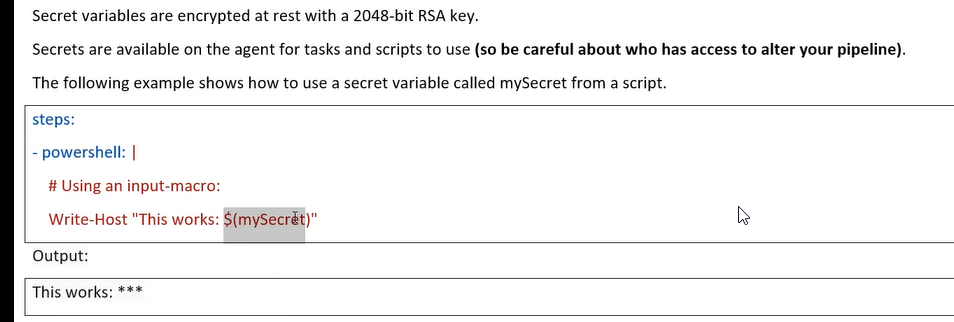 Secret variables are encrypted at rest with a 2048-bit RSA key.
Secrets are available on the agent for tasks and scripts to use (so be careful about who has access to alter your pipeline).
The following example shows how to use a secret variable called mySecret from a script.
steps:
- powershell: |
# Using an input-macro:
Write-Host "This works: $(mySecret)"
Output:
This works: ***